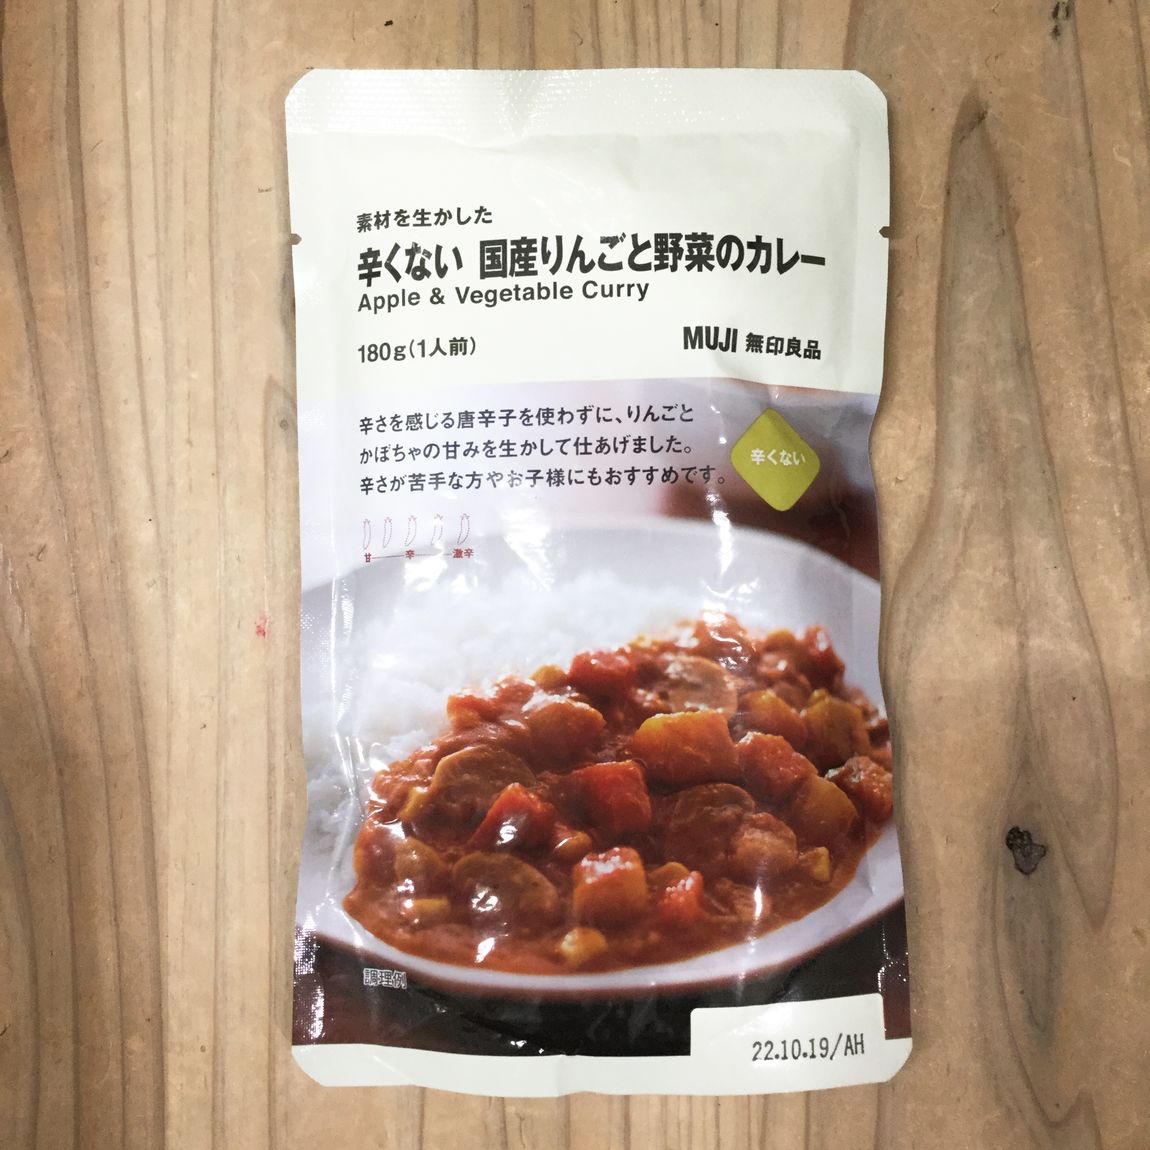 素材を生かした
辛くない 国産りんごと野菜のカレー
Apple & Vegetable Curry
180g(1人前)
MUJI 無印良品
辛さを感じる唐辛子を使わずに、りんごと
かぼちゃの甘みを生かして仕あげました。
辛さが苦手な方やお子様にもおすすめです。
辛くない
甘 辛 激辛
調理例
22.10.19/AH